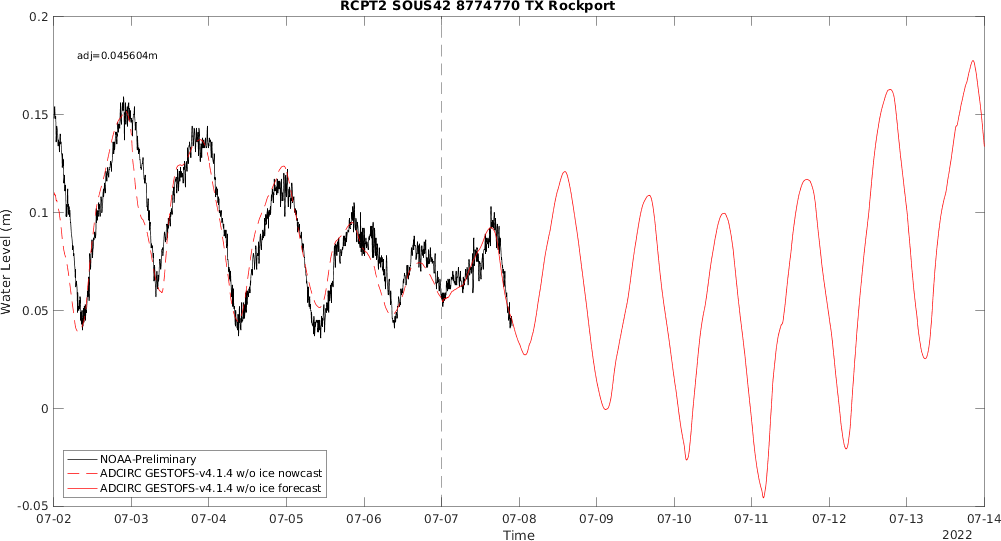 RCPT2 SOUS42 8774770 TX Rockport
0.2
adj=0.045604m
0.15
0.1
Water Level (m)
0.05
0
NOAA-Preliminary
ADCIRC GESTOFS-v4.1.4 w/o ice nowcast
ADCIRC GESTOFS-v4.1.4 w/o ice forecast
-0.05
07-02 07-03 07-04 07-05 07-06 07-07 07-08 07-09 07-10 07-11 07-12 07-13 07-14
Time
2022